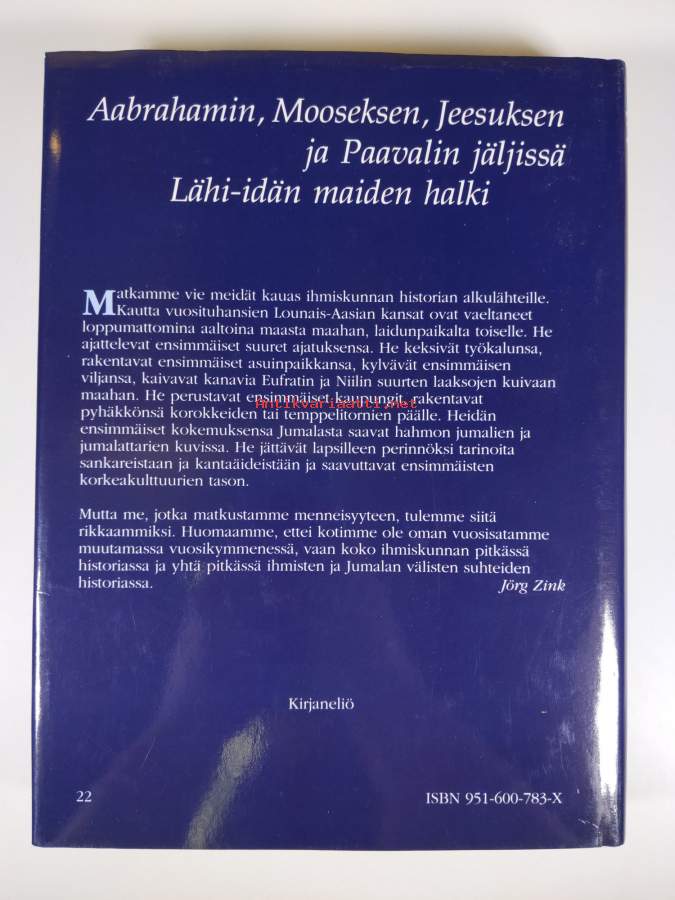 Aabrahamin, Mooseksen, Jeesuksen
ja Paavalin jäljissä
Lähi-idän maiden halki
Matkamme vie meidät kauas ihmiskunnan historian alkulähteille.
Kautta vuosituhansien Lounais-Aasian kansat ovat vaeltaneet
loppumattomina aaltoina maasta maahan, laidunpaikalta toiselle. He
ajattelevat ensimmäiset suuret ajatuksensa. He keksivät työkalunsa,
rakentavat ensimmäiset asuinpaikkansa, kylvävät ensimmäisen
viljansa, kaivavat kanavia Eufratin ja Niilin suurten laaksojen kuivaan
maahan. He perustavat ensimmäiset kaupungit, rakentavat
Antikvariaatti.net
pyhäkkönsä korokkeiden tai temppelitornien päälle. Heidän
ensimmäiset kokemuksensa Jumalasta saavat hahmon jumalien ja
jumalattarien kuvissa. He jättävät lapsilleen perinnöksi tarinoita
sankareistaan ja kantaäideistään ja saavuttavat ensimmäisten
korkeakulttuurien tason.
Mutta me, jotka matkustamme menneisyyteen, tulemme siitä
rikkaammiksi. Huomaamme, ettei kotimme ole oman vuosisatamme
muutamassa vuosikymmenessä, vaan koko ihmiskunnan pitkässä
historiassa ja yhtä pitkässä ihmisten ja Jumalan välisten suhteiden
historiassa. Jörg Zink
Kirjaneliö
22 ISBN 951-600-783-X